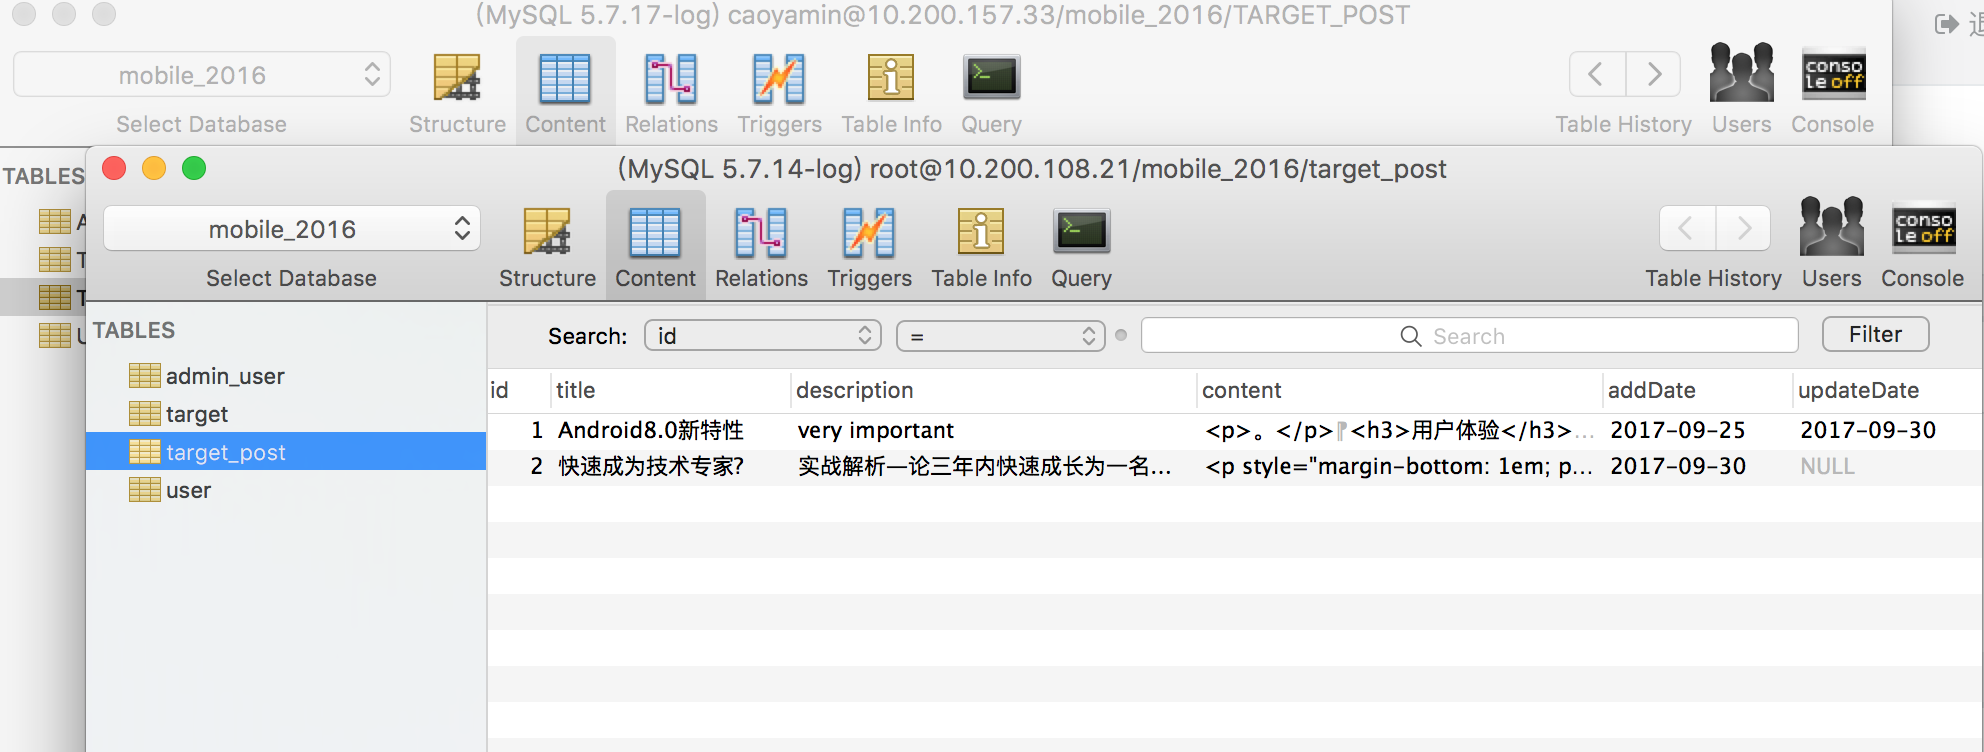 (MySQL 5.7.17-log) caoyamin@10.200.157.33/mobile_2016/TARGET_POST
mobile_2016
Select Database
Structure
Content
Relations
Triggers
Table Info
Query
Table History
Users
conso
le off
Console
TABLES
A
T
T
U
(MySQL 5.7.14-log) root@10.200.108.21/mobile_2016/target_post
mobile_2016
Select Database
Structure
Content
Relations
Triggers
Table Info
Query
Table History
Users
conso
le off
Console
TABLES
admin_user
target
target_post
user
Search: id = Search Filter
id title description content addDate updateDate
1 Android8.0新特性 very important <p>。</p>⁋<h3>用户体验</h3>... 2017-09-25 2017-09-30
2 快速成为技术专家? 实战解析—论三年内快速成长为一名... <p style="margin-bottom: 1em; p... 2017-09-30 NULL